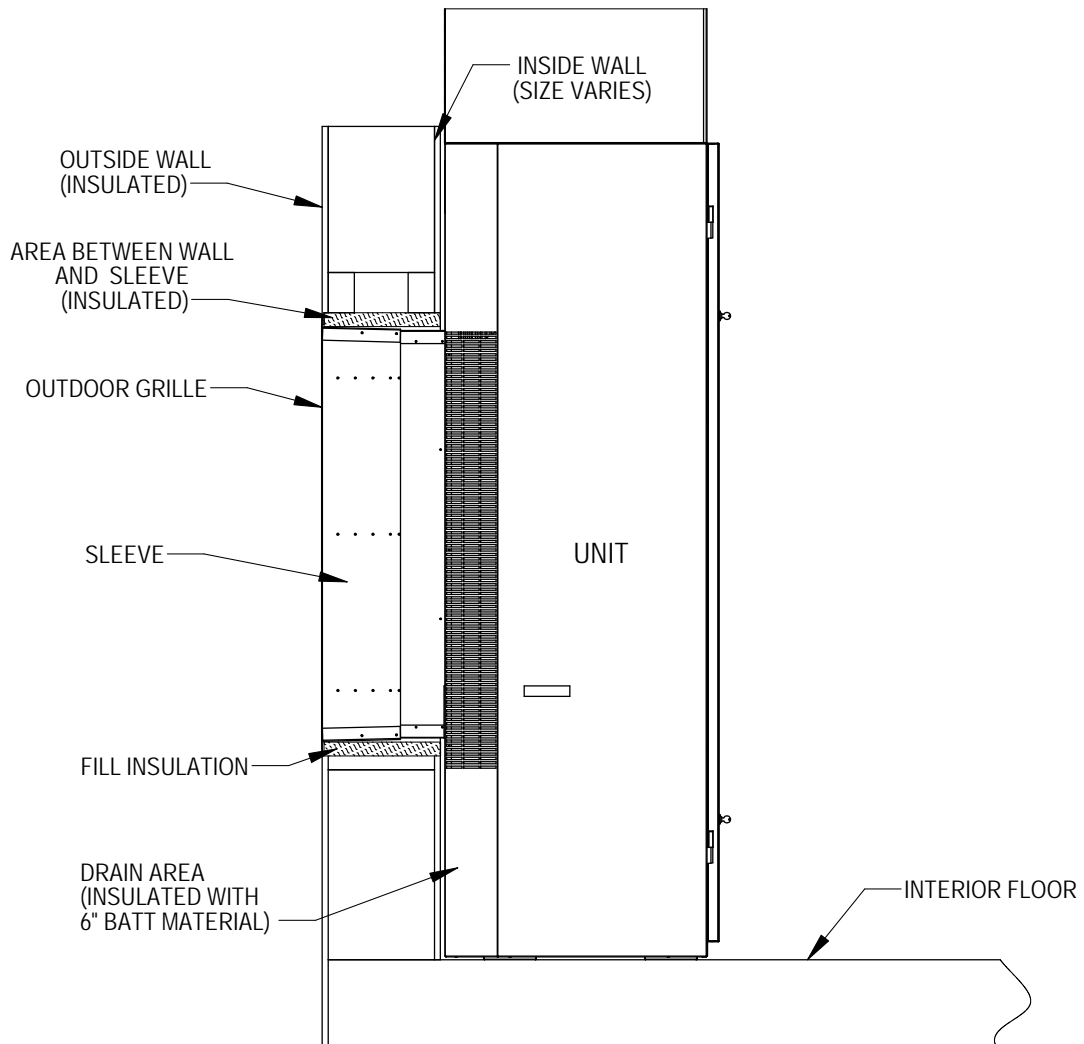 INSIDE WALL
(SIZE VARIES)
OUTSIDE WALL
(INSULATED)
AREA BETWEEN WALL
AND SLEEVE
(INSULATED)
OUTDOOR GRILLE
SLEEVE
UNIT
FILL INSULATION
DRAIN AREA
(INSULATED WITH
6" BATT MATERIAL)
INTERIOR FLOOR